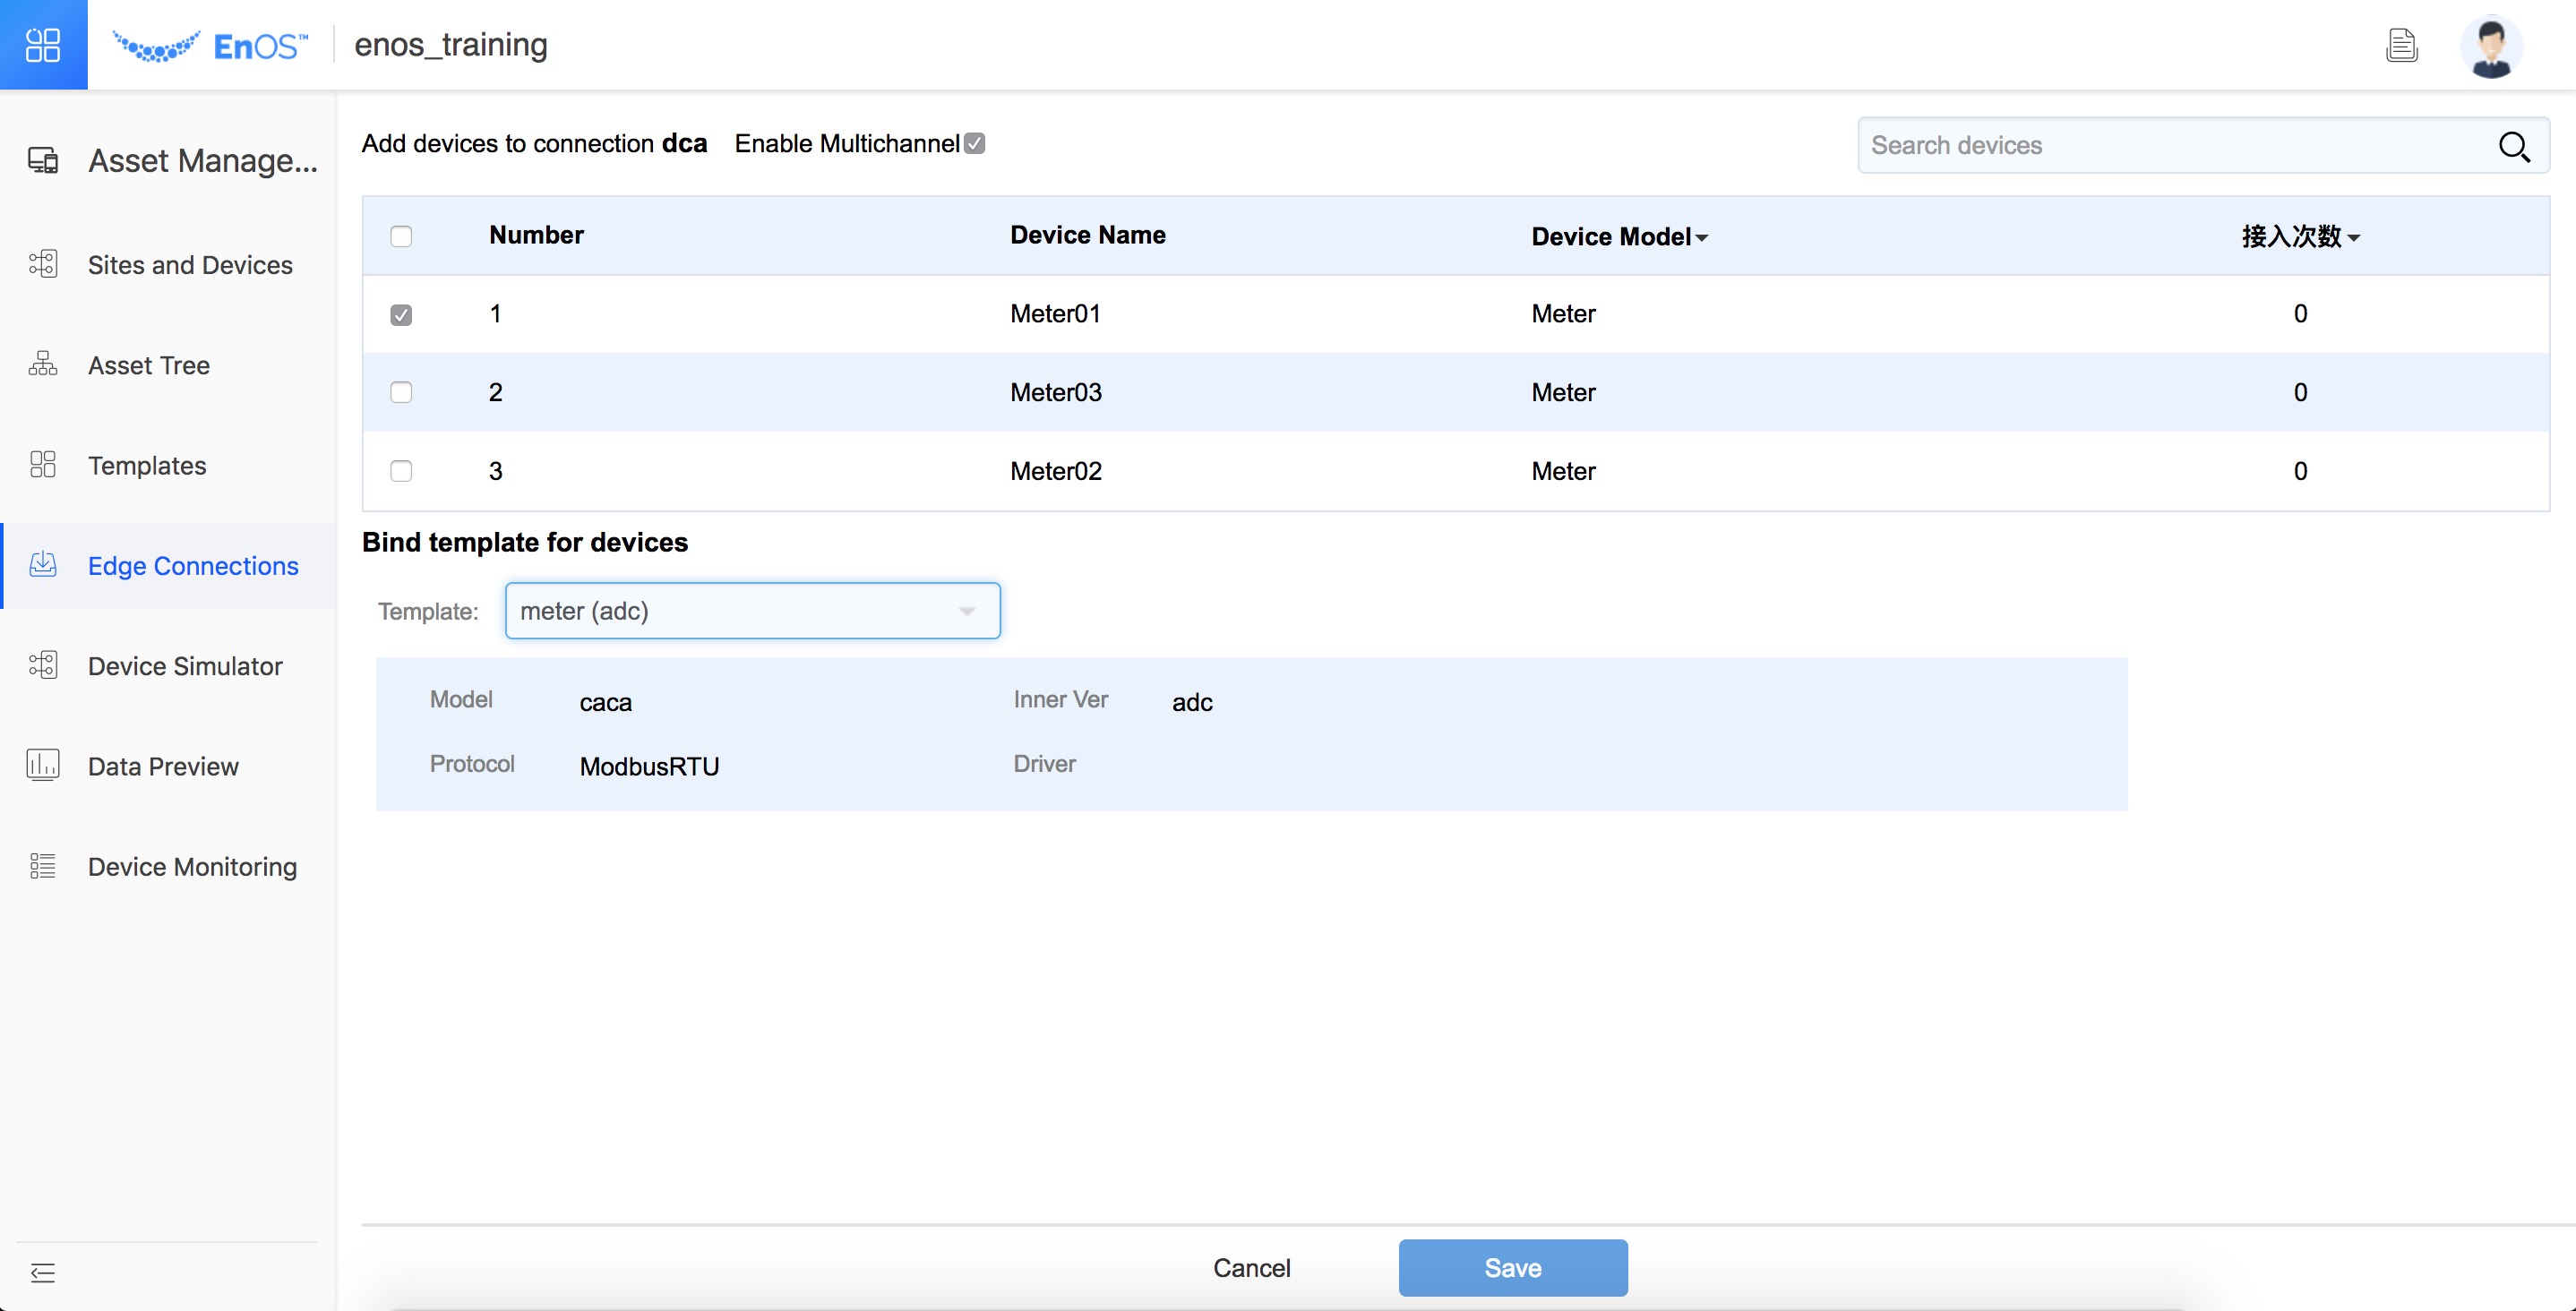 EnOS™ enos_training
Asset Manage...
Sites and Devices
Asset Tree
Templates
Edge Connections
Device Simulator
Data Preview
Device Monitoring
Add devices to connection dca Enable Multichannel
Search devices
Number Device Name Device Model 接入次数
1 Meter01 Meter 0
2 Meter03 Meter 0
3 Meter02 Meter 0
Bind template for devices
Template: meter (adc)
Model caca Inner Ver adc
Protocol ModbusRTU Driver
Cancel Save